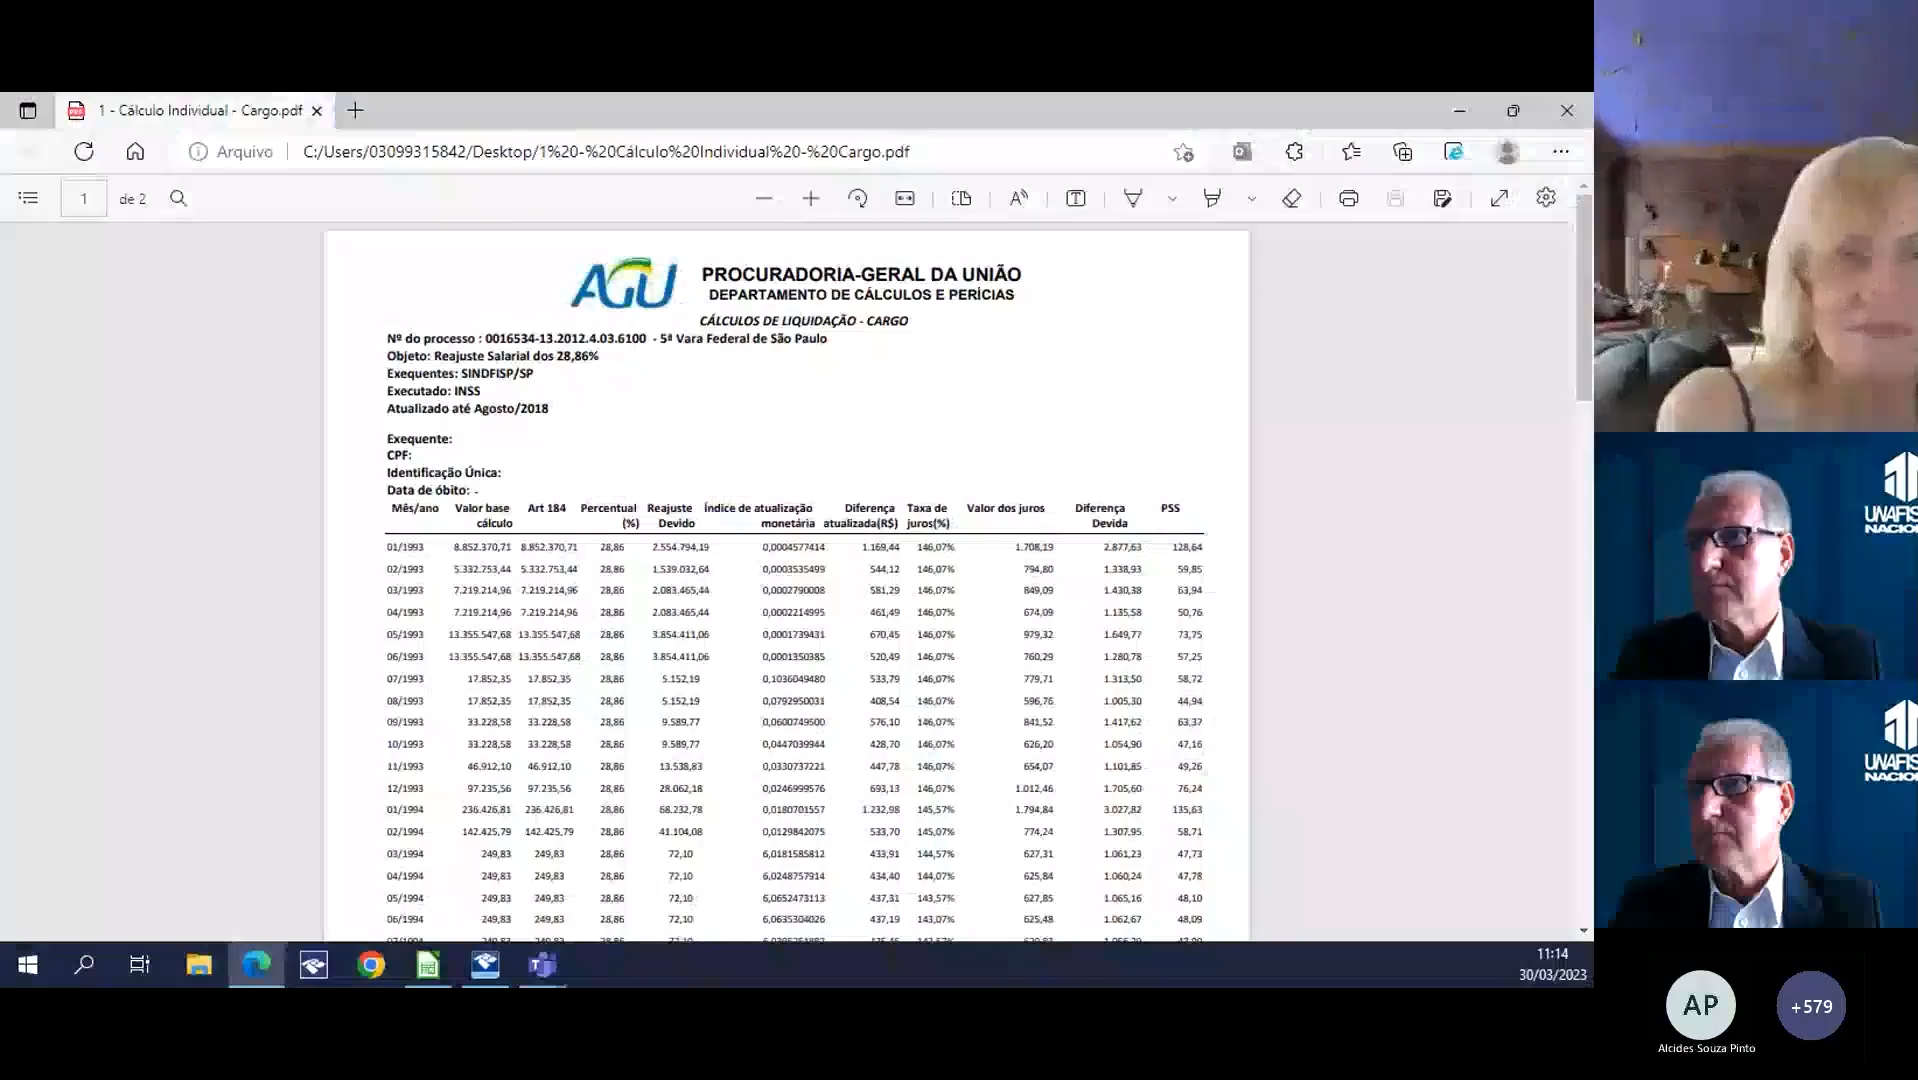 1 - Cálculo Individual - Cargo.pdf
Arquivo
C:/Users/03099315842/Desktop/1%20-%20Cálculo%20Individual%20-%20Cargo.pdf
1 de 2
AGU
PROCURADORIA-GERAL DA UNIÃO
DEPARTAMENTO DE CÁLCULOS E PERÍCIAS
CÁLCULOS DE LIQUIDAÇÃO - CARGO
Nº do processo : 0016534-13.2012.4.03.6100 - 5ª Vara Federal de São Paulo
Objeto: Reajuste Salarial dos 28,86%
Exequentes: SINDFISP/SP
Executado: INSS
Atualizado até Agosto/2018
Exequente:
CPF:
Identificação Única:
Data de óbito: -
Mês/ano Valor base Art 184 Percentual Reajuste Índice de atualização Diferença Taxa de Valor dos juros Diferença PSS
cálculo (%) Devido monetária atualizada(R$) juros(%) Devida
01/1993 8.852.370,71 8.852.370,71 28,86 2.554.794,19 0,0004577414 1.169,44 146,07% 1.708,19 2.877,63 128,64
02/1993 5.332.753,44 5.332.753,44 28,86 1.539.032,64 0,0003535499 544,12 146,07% 794,80 1.338,93 59,85
03/1993 7.219.214,96 7.219.214,96 28,86 2.083.465,44 0,0002790008 581,29 146,07% 849,09 1.430,38 63,94
04/1993 7.219.214,96 7.219.214,96 28,86 2.083.465,44 0,0002214995 461,49 146,07% 674,09 1.135,58 50,76
05/1993 13.355.547,68 13.355.547,68 28,86 3.854.411,06 0,0001739431 670,45 146,07% 979,32 1.649,77 73,75
06/1993 13.355.547,68 13.355.547,68 28,86 3.854.411,06 0,0001350385 520,49 146,07% 760,29 1.280,78 57,25
07/1993 17.852,35 17.852,35 28,86 5.152,19 0,1036049480 533,79 146,07% 779,71 1.313,50 58,72
08/1993 17.852,35 17.852,35 28,86 5.152,19 0,0792950031 408,54 146,07% 596,76 1.005,30 44,94
09/1993 33.228,58 33.228,58 28,86 9.589,77 0,0600749500 576,10 146,07% 841,52 1.417,62 63,37
10/1993 33.228,58 33.228,58 28,86 9.589,77 0,0447039944 428,70 146,07% 626,20 1.054,90 47,16
11/1993 46.912,10 46.912,10 28,86 13.538,83 0,0330737221 447,78 146,07% 654,07 1.101,85 49,26
12/1993 97.235,56 97.235,56 28,86 28.062,18 0,0246999576 693,13 146,07% 1.012,46 1.705,60 76,24
01/1994 236.426,81 236.426,81 28,86 68.232,78 0,0180701557 1.232,98 145,57% 1.794,84 3.027,82 135,63
02/1994 142.425,79 142.425,79 28,86 41.104,08 0,0129842075 533,70 145,07% 774,24 1.307,95 58,71
03/1994 249,83 249,83 28,86 72,10 6,0181585812 433,91 144,57% 627,31 1.061,23 47,73
04/1994 249,83 249,83 28,86 72,10 6,0248757914 434,40 144,07% 625,84 1.060,24 47,78
05/1994 249,83 249,83 28,86 72,10 6,0652473113 437,31 143,57% 627,85 1.065,16 48,10
06/1994 249,83 249,83 28,86 72,10 6,0635304026 437,19 143,07% 625,48 1.062,67 48,09
11:14
30/03/2023
UNAFIS
NACION
UNAFIS
NACION
AP
+579
Alcides Souza Pinto